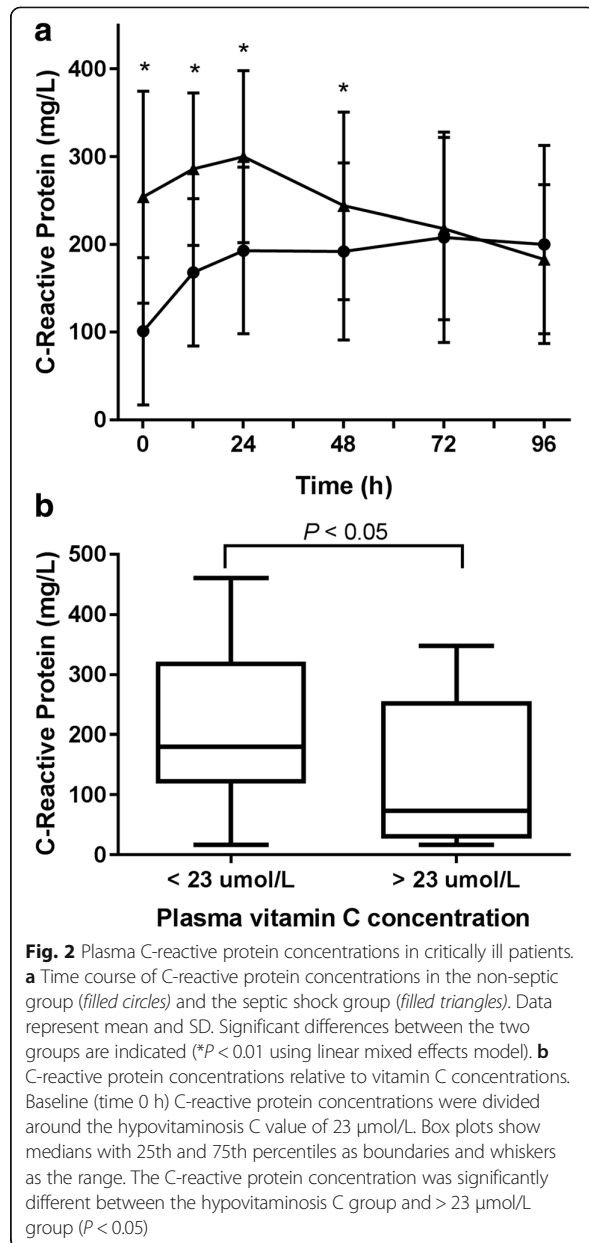 a
* * * *
400
300
200
100
0
C-Reactive Protein (mg/L)
0 24 48 72 96
Time (h)
b
P < 0.05
500
400
300
200
100
0
C-Reactive Protein (mg/L)
< 23 umol/L > 23 umol/L
Plasma vitamin C concentration
Fig. 2 Plasma C-reactive protein concentrations in critically ill patients.
a Time course of C-reactive protein concentrations in the non-septic
group (filled circles) and the septic shock group (filled triangles). Data
represent mean and SD. Significant differences between the two
groups are indicated (*P < 0.01 using linear mixed effects model). b
C-reactive protein concentrations relative to vitamin C concentrations.
Baseline (time 0 h) C-reactive protein concentrations were divided
around the hypovitaminosis C value of 23 μmol/L. Box plots show
medians with 25th and 75th percentiles as boundaries and whiskers
as the range. The C-reactive protein concentration was significantly
different between the hypovitaminosis C group and > 23 μmol/L
group (P < 0.05)